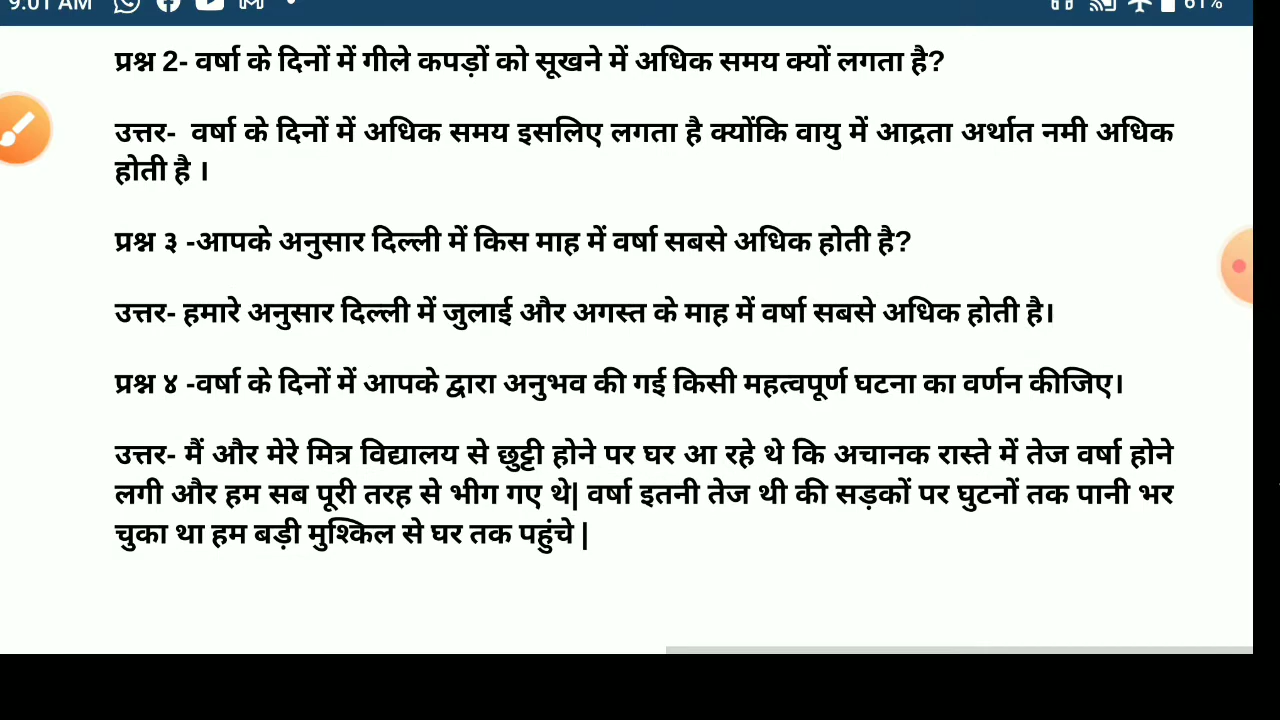 9:01 AM
61%
प्रश्न 2- वर्षा के दिनों में गीले कपड़ों को सूखने में अधिक समय क्यों लगता है?
उत्तर- वर्षा के दिनों में अधिक समय इसलिए लगता है क्योंकि वायु में आद्रता अर्थात नमी अधिक
होती है ।
प्रश्न ३ -आपके अनुसार दिल्ली में किस माह में वर्षा सबसे अधिक होती है?
उत्तर- हमारे अनुसार दिल्ली में जुलाई और अगस्त के माह में वर्षा सबसे अधिक होती है।
प्रश्न ४ -वर्षा के दिनों में आपके द्वारा अनुभव की गई किसी महत्वपूर्ण घटना का वर्णन कीजिए।
उत्तर- मैं और मेरे मित्र विद्यालय से छुट्टी होने पर घर आ रहे थे कि अचानक रास्ते में तेज वर्षा होने
लगी और हम सब पूरी तरह से भीग गए थे| वर्षा इतनी तेज थी की सड़कों पर घुटनों तक पानी भर
चुका था हम बड़ी मुश्किल से घर तक पहुंचे |